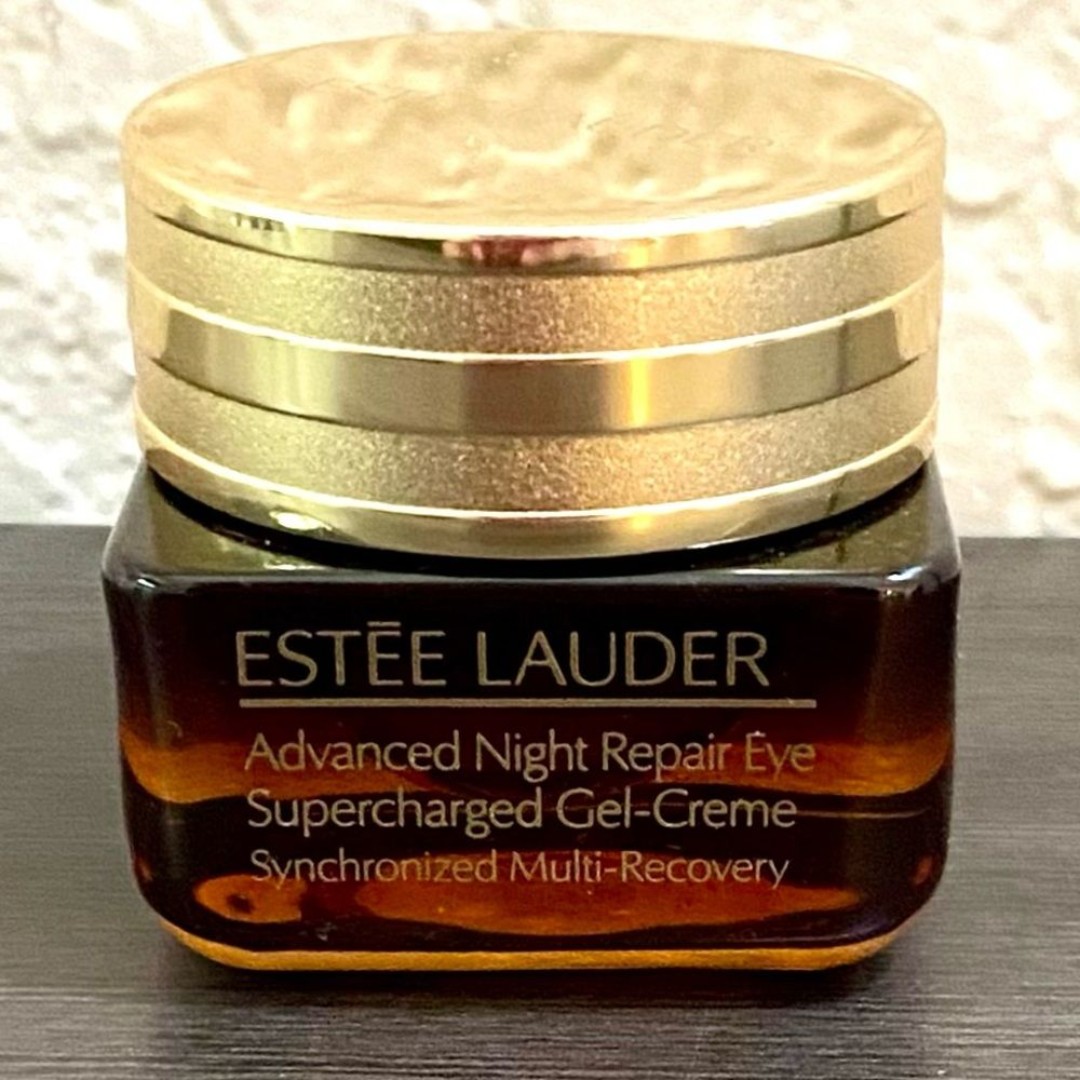 ESTĒE LAUDER
Advanced Night Repair Eye
Supercharged Gel-Creme
Synchronized Multi-Recovery